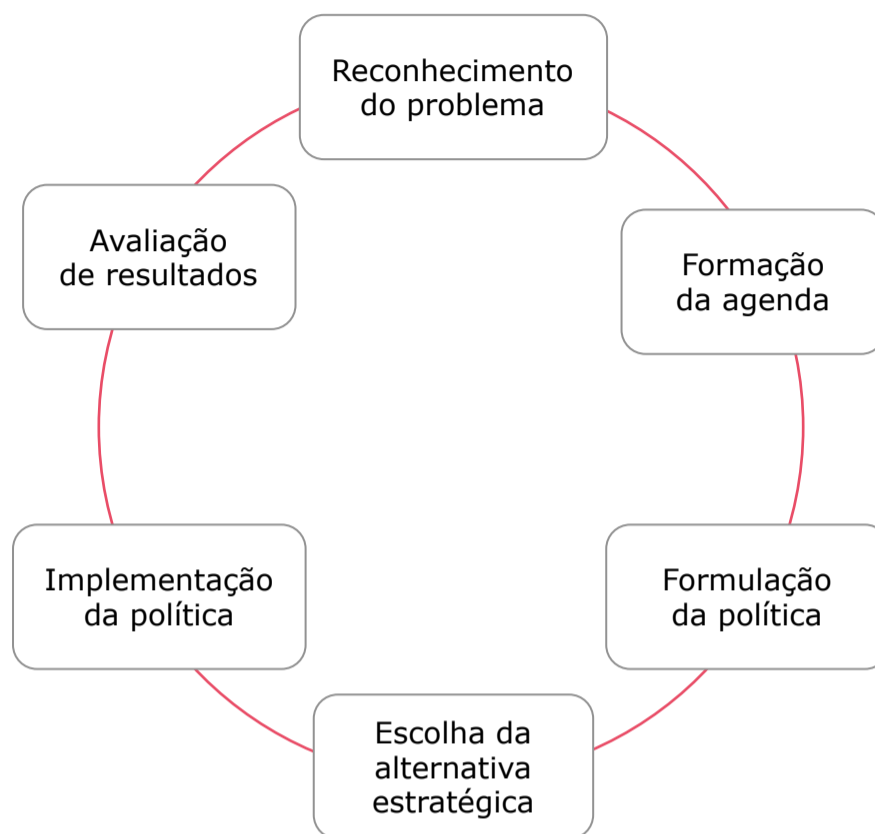 Reconhecimento
do problema
Formação
da agenda
Formulação
da política
Escolha da
alternativa
estratégica
Implementação
da política
Avaliação
de resultados